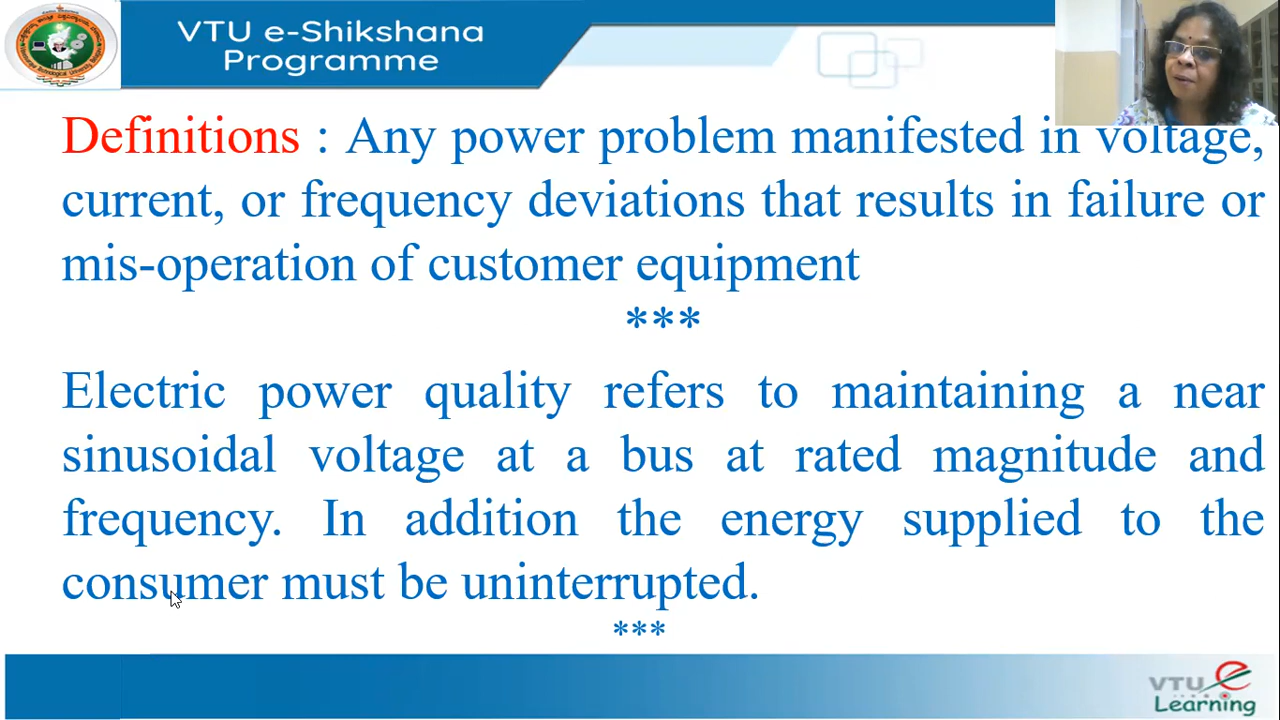 VTU e-Shikshana
Programme
Definitions : Any power problem manifested in voltage,
current, or frequency deviations that results in failure or
mis-operation of customer equipment
***
Electric power quality refers to maintaining a near
sinusoidal voltage at a bus at rated magnitude and
frequency. In addition the energy supplied to the
consumer must be uninterrupted.
***
VTU e
Learning